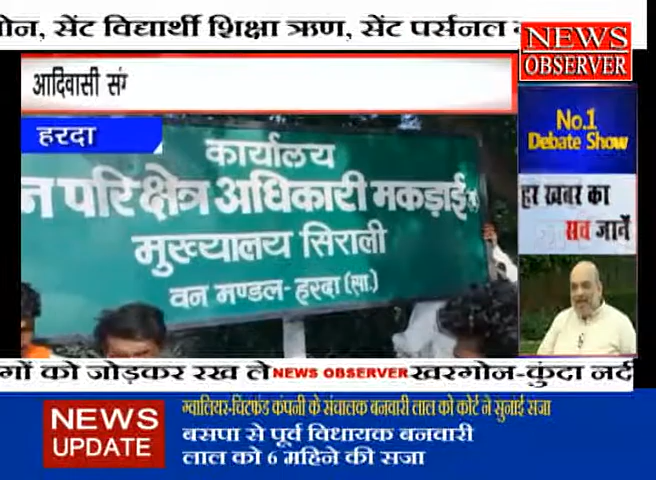 ोन, सेंट विद्यार्थी शिक्षा ऋण, सेंट पर्सनल
NEWS
OBSERVER
आदिवासी सं
हरदा
No.1
Debate Show
कार्यालय
न परिक्षेत्र अधिकारी मकड़ाई
मुख्यालय सिराली
वन मण्डल-हरदा (सा.)
हर खबर का
सच जानें
गों को जोड़कर रख ले NEWS OBSERVER खरगोन-कुंदा नदी
NEWS
UPDATE
ग्वालियर-चिटफंड कंपनी के संचालक बनवारी लाल को कोर्ट ने सुनाई सजा
बसपा से पूर्व विधायक बनवारी
लाल को 6 महिने की सजा